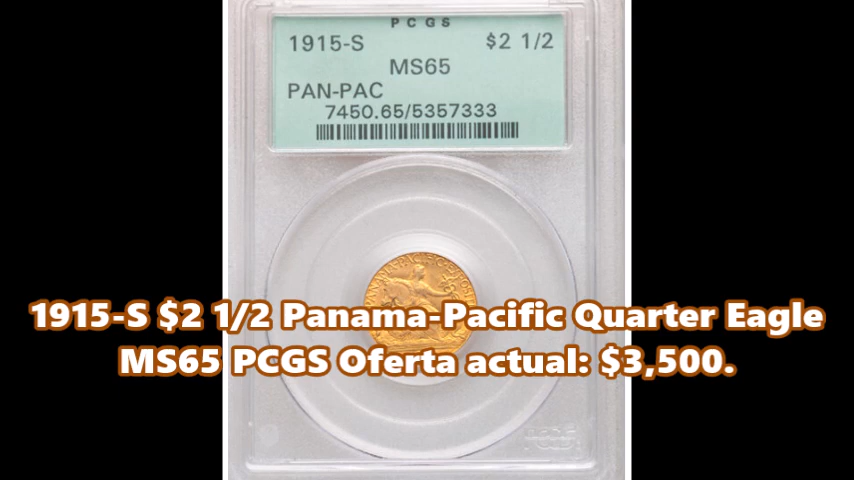 PCGS
1915-S $2 1/2
MS65
PAN-PAC
7450.65/5357333
1915-S $2 1/2 Panama-Pacific Quarter Eagle
MS65 PCGS Oferta actual: $3,500.